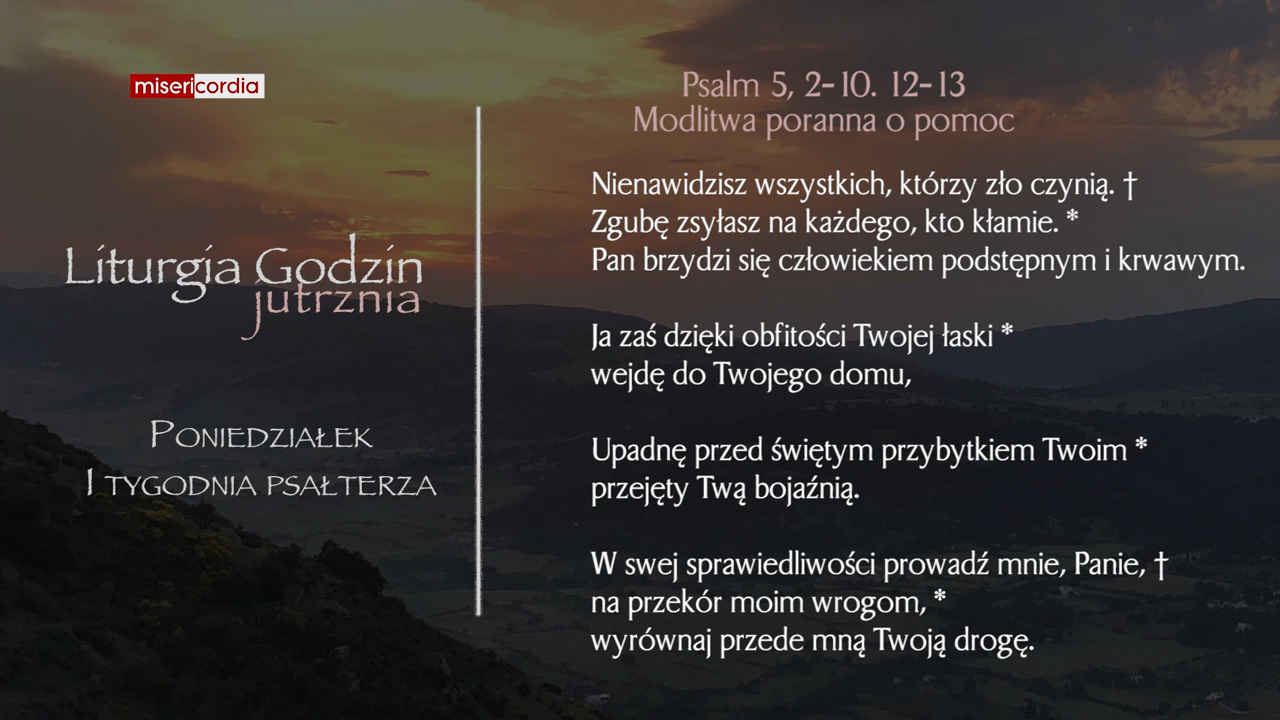 misericordia
Liturgia Godzin
jutrznia
Poniedziałek
I tygodnia psałterza
Psalm 5, 2-10. 12-13
Modlitwa poranna o pomoc
Nienawidzisz wszystkich, którzy zło czynią. †
Zgubę zsyłasz na każdego, kto kłamie. *
Pan brzydzi się człowiekiem podstępnym i krwawym.
Ja zaś dzięki obfitości Twojej łaski *
wejdę do Twojego domu,
Upadnę przed świętym przybytkiem Twoim *
przejęty Twą bojaźnią.
W swej sprawiedliwości prowadź mnie, Panie, †
na przekór moim wrogom, *
wyrównaj przede mną Twoją drogę.